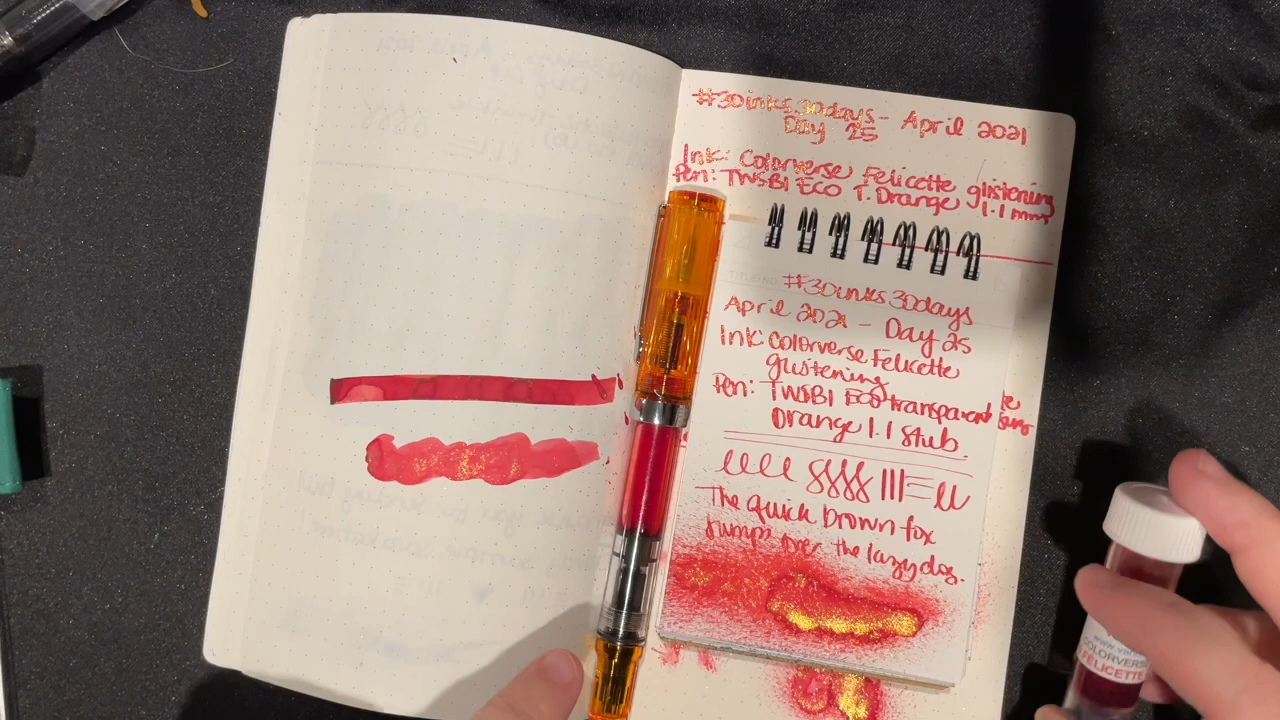 #30inks30days - April 2021
Day 25
Ink: Colorverse Felicette glistening
Pen: TWSBI ECO T. Orange 1.1 mm
#30inks30days
April 2021 - Day 25
Ink: Colorverse Felicette
glistening
Pen: TWSBI ECO transparent
Orange 1.1 Stub.
The quick brown fox
jumps over the lazy dog.
COLORVERSE
FELICETTE